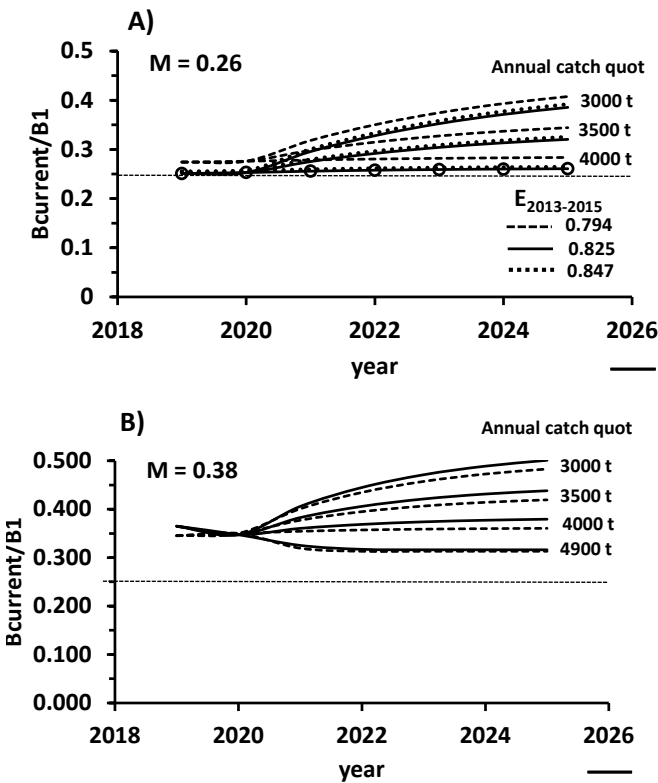 A)
M = 0.26
Annual catch quot
0.5
0.4
0.3
0.2
0.1
0
Bcurrent/B1
3000 t
3500 t
4000 t
E2013-2015
0.794
0.825
0.847
2018 2020 2022 2024 2026
year
B)
M = 0.38
Annual catch quot
0.500
0.400
0.300
0.200
0.100
0.000
Bcurrent/B1
3000 t
3500 t
4000 t
4900 t
2018 2020 2022 2024 2026
year